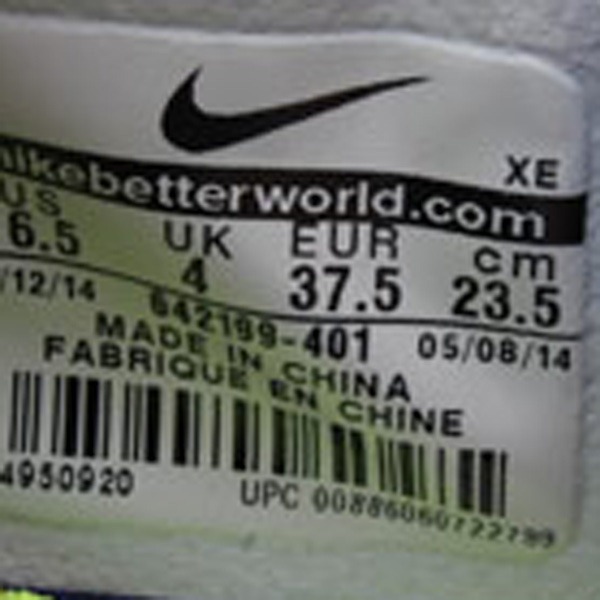 XE
nikebetterworld.com
US UK EUR cm
6.5 4 37.5 23.5
/12/14 642199-401 05/08/14
MADE IN CHINA
FABRIQUE EN CHINE
4950920 UPC 00886060722799